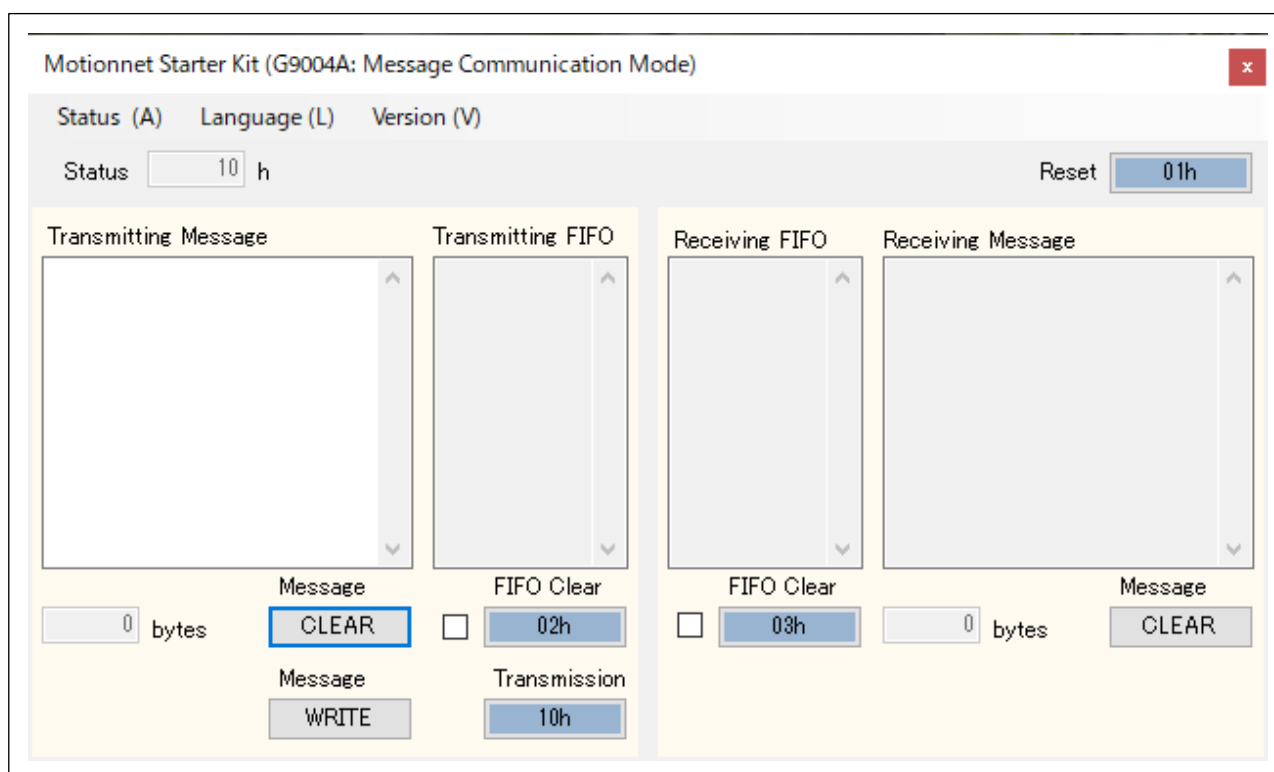 Motionnet Starter Kit (G9004A: Message Communication Mode)
x
Status (A) Language (L) Version (V)
Status 10 h Reset 01h
Transmitting Message Transmitting FIFO Receiving FIFO Receiving Message
Message FIFO Clear FIFO Clear Message
0 bytes CLEAR 02h 03h 0 bytes CLEAR
Message Transmission
WRITE 10h